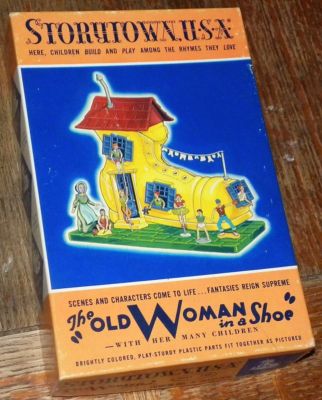 STORYTOWN, U.S.A.
HERE, CHILDREN BUILD AND PLAY AMONG THE RHYMES THEY LOVE
SCENES AND CHARACTERS COME TO LIFE...FANTASIES REIGN SUPREME
The "OLD WOMAN in a Shoe"
—WITH HER MANY CHILDREN—
BRIGHTLY COLORED, PLAY-STURDY PLASTIC PARTS FIT TOGETHER AS PICTURED
STORYTOWN, U.S.A.